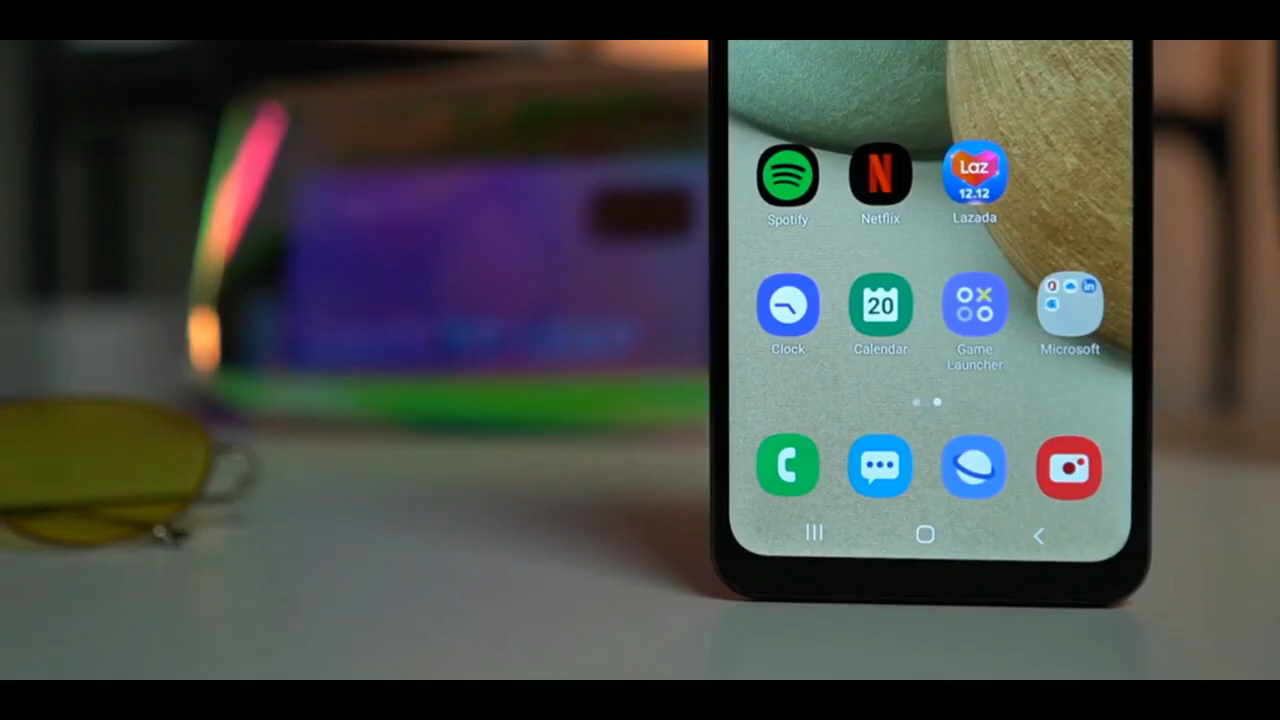 Laz
12.12
Spotify
Netflix
Lazada
20
Clock
Calendar
Game
Launcher
Microsoft